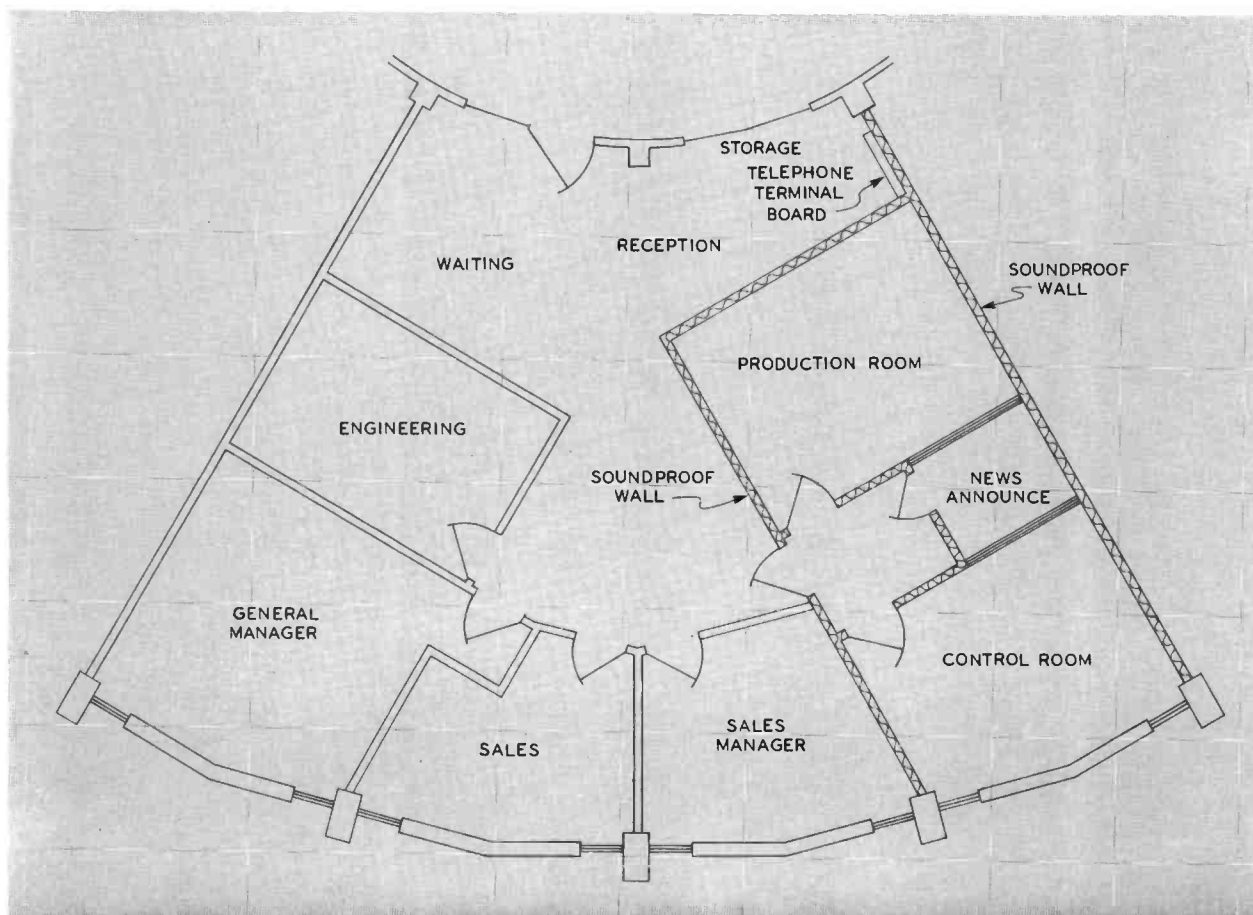 STORAGE
TELEPHONE
TERMINAL
BOARD
WAITING
RECEPTION
SOUNDPROOF
WALL
PRODUCTION ROOM
ENGINEERING
SOUNDPROOF
WALL
NEWS
ANNOUNCE
GENERAL
MANAGER
CONTROL ROOM
SALES
SALES
MANAGER